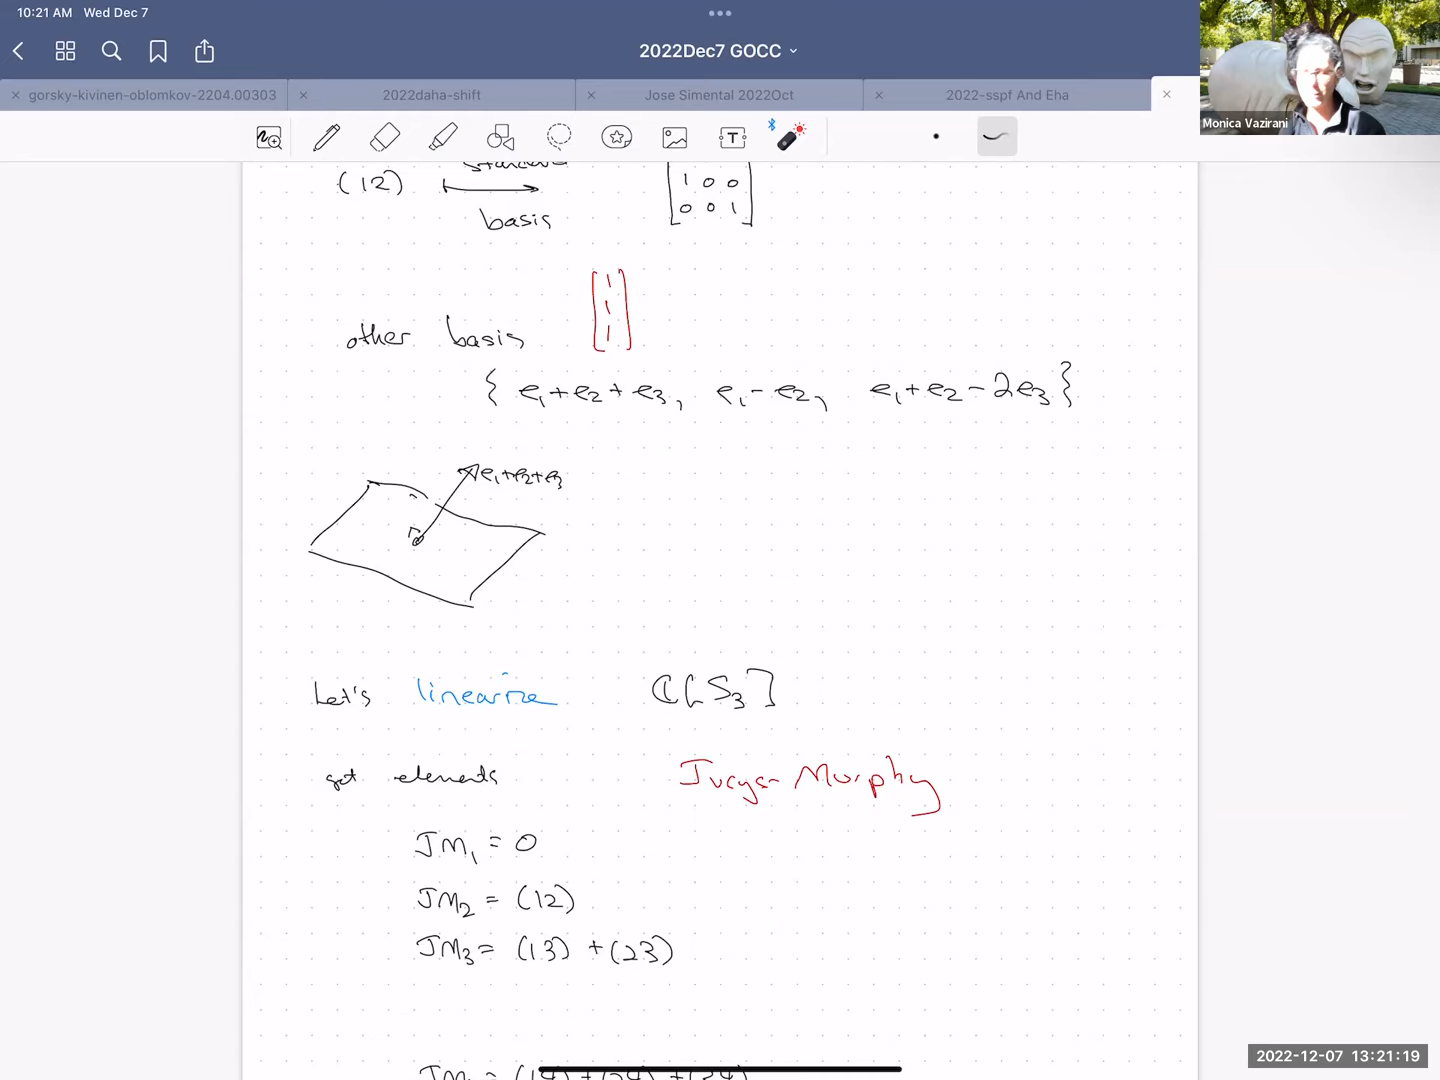 10:21 AM Wed Dec 7
2022Dec7 GOCC
gorsky-kivinen-oblomkov-2204.00303
2022daha-shift
Jose Simental 2022Oct
2022-sspf And Eha
Monica Vazirani
(12)
basis
1 0 0
0 0 1
1
1
1
other basis
{ e₁+e₂+e₃, e₁-e₂, e₁+e₂-2e₃}
e₁+e₂+e₃
Let's linearize ℂ[S₃]
get elements Jucys-Murphy
JM₁ = 0
JM₂ = (12)
JM₃ = (13) + (23)
2022-12-07 13:21:19